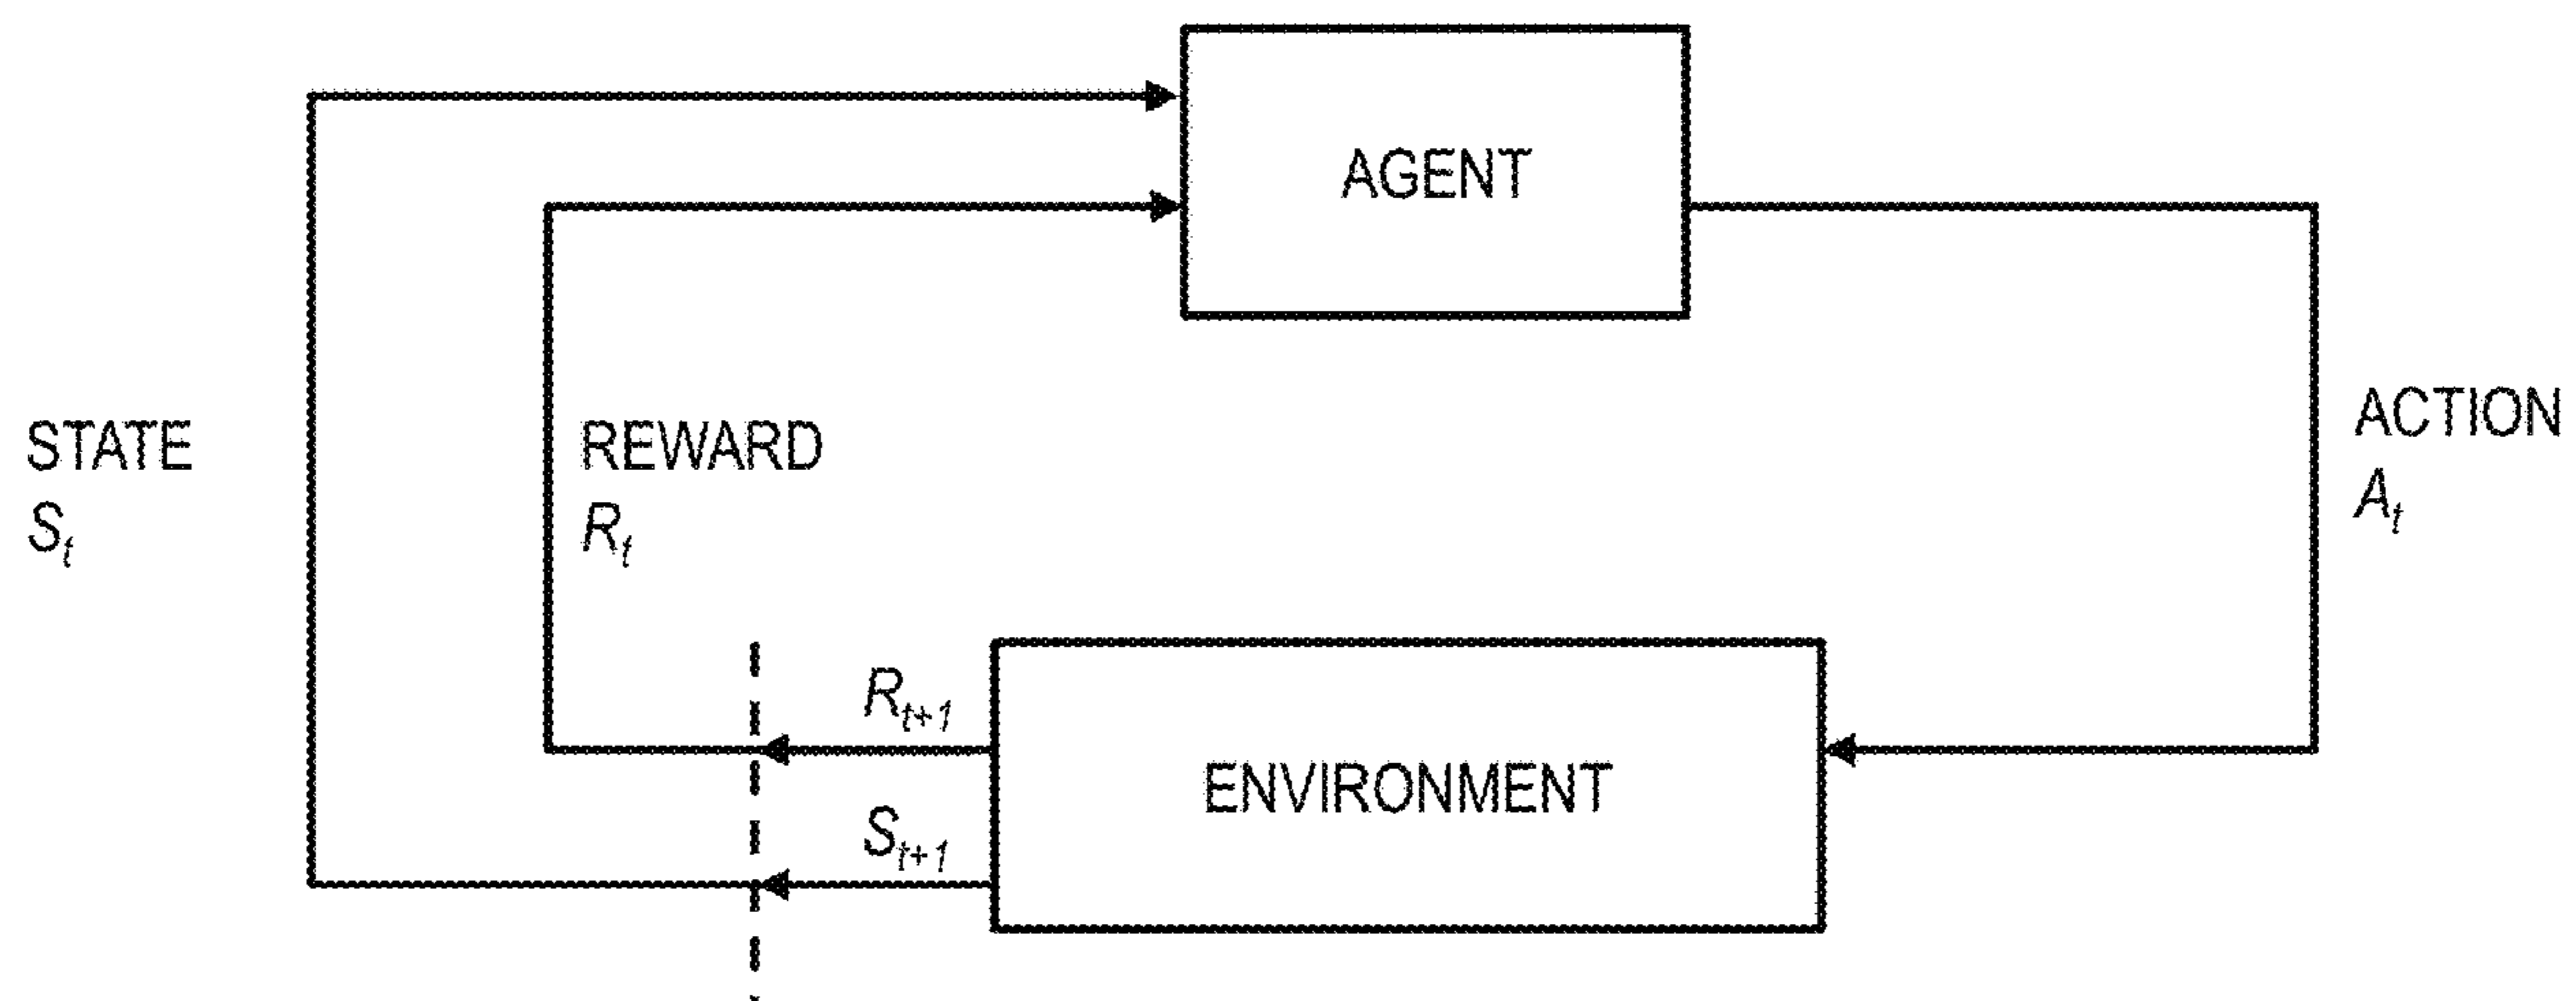 AGENT
STATE
S_t
REWARD
R_t
ACTION
A_t
R_{t+1}
ENVIRONMENT
S_{t+1}